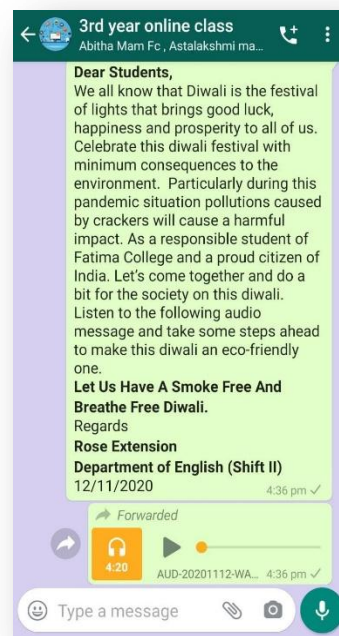 3rd year online class
Abitha Mam Fc , Astalakshmi ma...
Dear Students,
We all know that Diwali is the festival
of lights that brings good luck,
happiness and prosperity to all of us.
Celebrate this diwali festival with
minimum consequences to the
environment.  Particularly during this
pandemic situation pollutions caused
by crackers will cause a harmful
impact. As a responsible student of
Fatima College and a proud citizen of
India. Let's come together and do a
bit for the society on this diwali.
Listen to the following audio
message and take some steps ahead
to make this diwali an eco-friendly
one.
Let Us Have A Smoke Free And
Breathe Free Diwali.
Regards
Rose Extension
Department of English (Shift II)
12/11/2020
4:36 pm
Forwarded
4:20
AUD-20201112-WA... 4:36 pm
Type a message